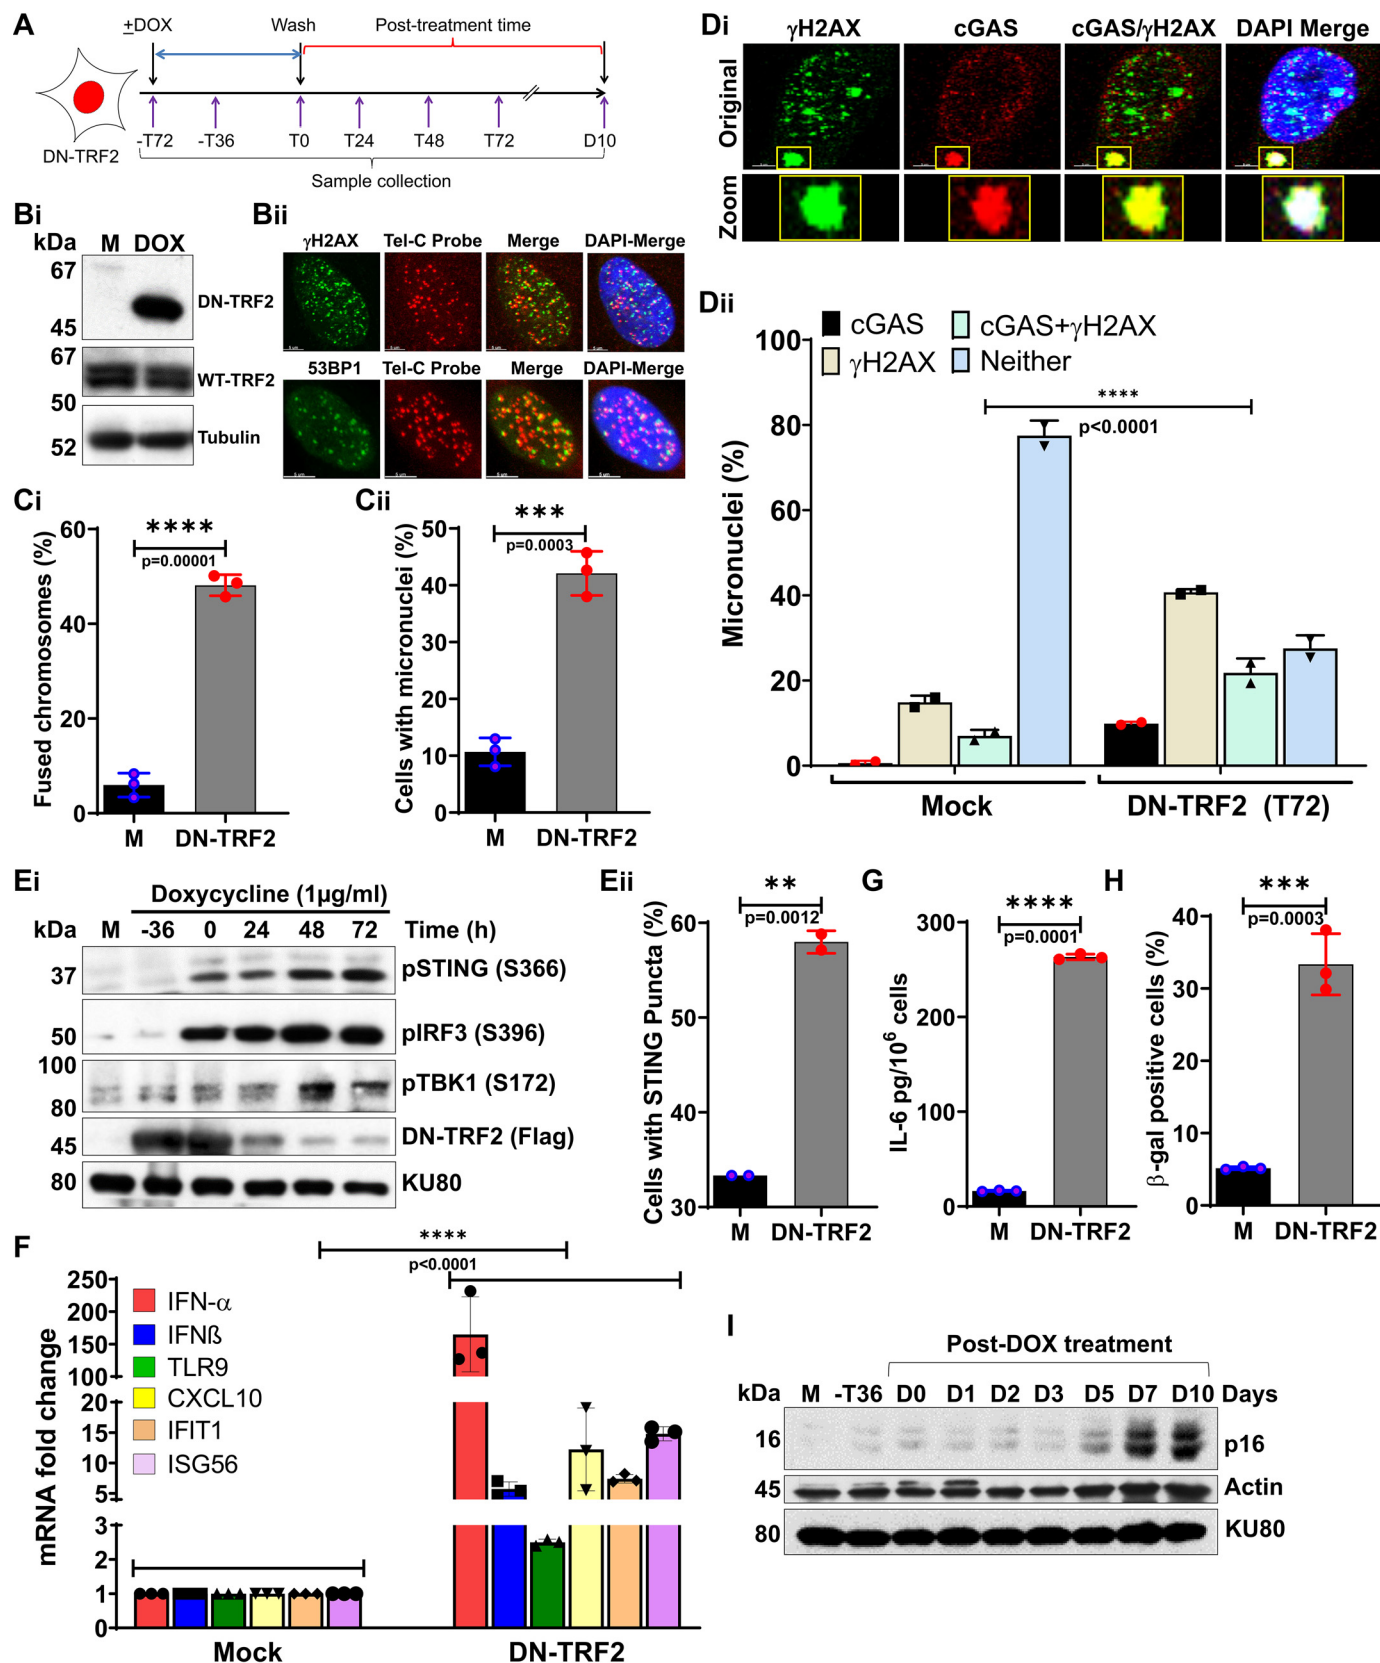 A
+DOX
Wash
Post-treatment time
DN-TRF2
-T72 -T36 T0 T24 T48 T72 D10
Sample collection
Bi
kDa M DOX
67
45
DN-TRF2
67
50
WT-TRF2
52
Tubulin
Bii
γH2AX Tel-C Probe Merge DAPI-Merge
53BP1 Tel-C Probe Merge DAPI-Merge
5 µm
Ci
Fused chromosomes (%)
60
40
20
0
****
p=0.00001
M DN-TRF2
Cii
Cells with micronuclei (%)
50
40
30
20
10
0
***
p=0.0003
M DN-TRF2
Di
γH2AX cGAS cGAS/γH2AX DAPI Merge
Original
Zoom
Dii
cGAS cGAS+γH2AX
γH2AX Neither
Micronuclei (%)
100
80
60
40
20
0
****
p<0.0001
Mock DN-TRF2 (T72)
Ei
Doxycycline (1µg/ml)
kDa M -36 0 24 48 72 Time (h)
37 pSTING (S366)
50 pIRF3 (S396)
100
80
pTBK1 (S172)
45 DN-TRF2 (Flag)
80 KU80
Eii
Cells with STING Puncta (%)
60
50
40
30
**
p=0.0012
M DN-TRF2
G
IL-6 pg/10⁶ cells
300
200
100
0
****
p=0.0001
M DN-TRF2
H
β-gal positive cells (%)
40
30
20
10
0
***
p=0.0003
M DN-TRF2
F
mRNA fold change
250
200
150
100
20
15
10
5
3
2
1
0
IFN-α
IFNß
TLR9
CXCL10
IFIT1
ISG56
****
p<0.0001
Mock DN-TRF2
I
Post-DOX treatment
kDa M -T36 D0 D1 D2 D3 D5 D7 D10 Days
16 p16
45 Actin
80 KU80